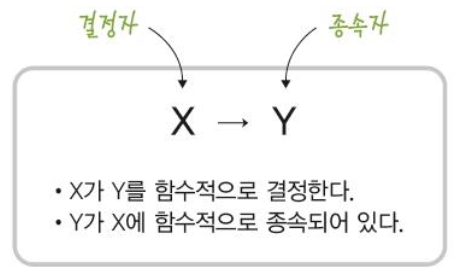 결정자 종속자
X → Y
• X가 Y를 함수적으로 결정한다.
• Y가 X에 함수적으로 종속되어 있다.